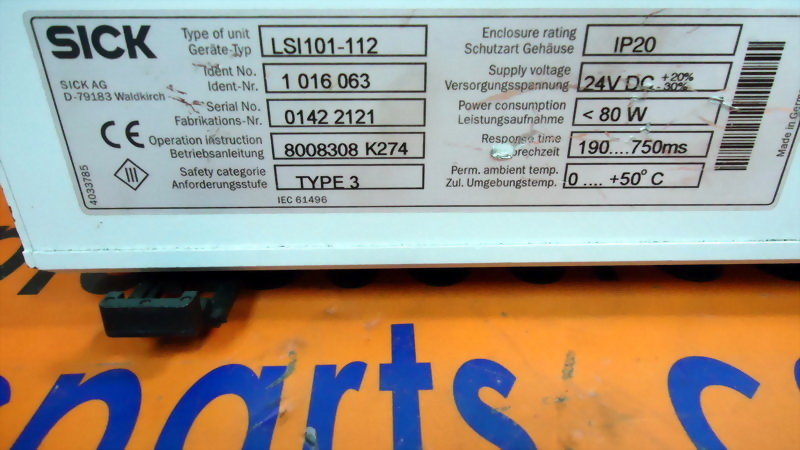 SICK
SICK AG
D-79183 Waldkirch
CE
III
4033785
Type of unit
Geräte-Typ
LSI101-112
Ident No.
Ident-Nr.
1 016 063
Serial No.
Fabrikations-Nr.
0142 2121
Operation instruction
Betriebsanleitung
8008308 K274
Safety categorie
Anforderungsstufe
TYPE 3
IEC 61496
Enclosure rating
Schutzart Gehäuse
IP20
Supply voltage
Versorgungsspannung
24V DC +20% -30%
Power consumption
Leistungsaufnahme
< 80 W
Response time
190....750ms
Perm. ambient temp.
Zul. Umgebungstemp.
0 .... +50° C
Made in
parts.